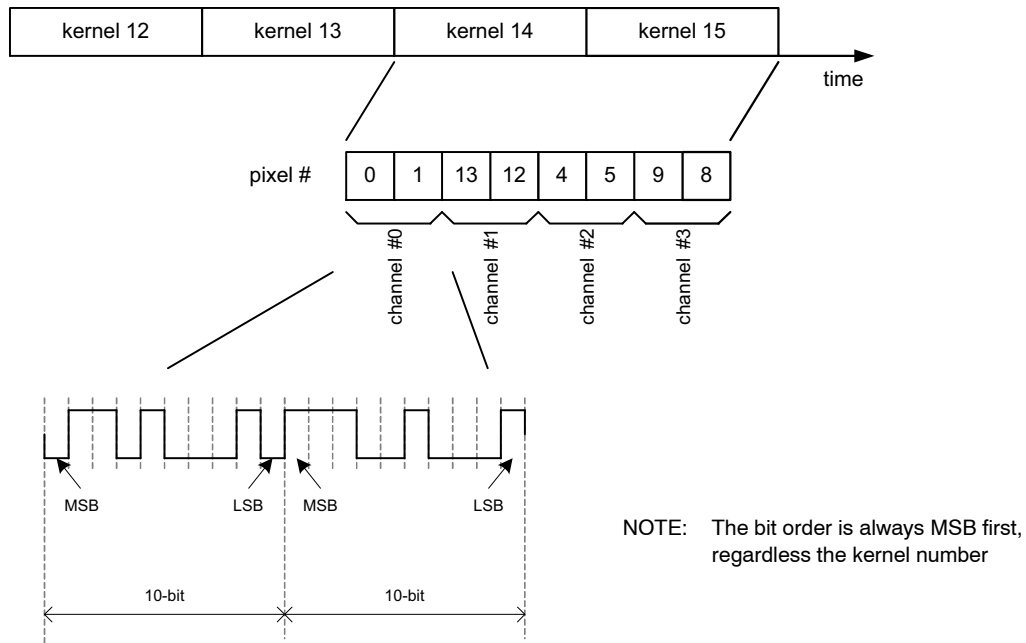 kernel 12 kernel 13 kernel 14 kernel 15
time
pixel # 0 1 13 12 4 5 9 8
channel #0 channel #1 channel #2 channel #3
MSB LSB MSB LSB
NOTE: The bit order is always MSB first,
regardless the kernel number
10-bit 10-bit